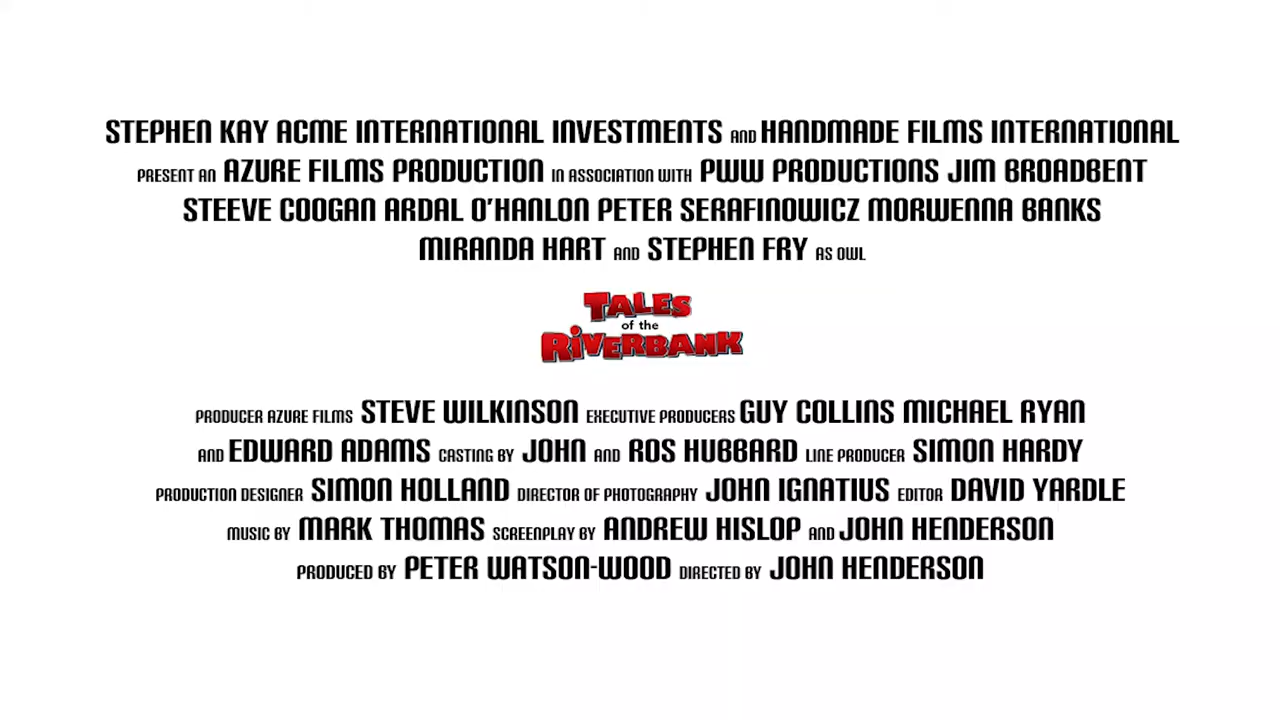 STEPHEN KAY ACME INTERNATIONAL INVESTMENTS AND HANDMADE FILMS INTERNATIONAL
PRESENT AN AZURE FILMS PRODUCTION IN ASSOCIATION WITH PWW PRODUCTIONS JIM BROADBENT
STEEVE COOGAN ARDAL O'HANLON PETER SERAFINOWICZ MORWENNA BANKS
MIRANDA HART AND STEPHEN FRY AS OWL
TALES
of the
RIVERBANK
PRODUCER AZURE FILMS STEVE WILKINSON EXECUTIVE PRODUCERS GUY COLLINS MICHAEL RYAN
AND EDWARD ADAMS CASTING BY JOHN AND ROS HUBBARD LINE PRODUCER SIMON HARDY
PRODUCTION DESIGNER SIMON HOLLAND DIRECTOR OF PHOTOGRAPHY JOHN IGNATIUS EDITOR DAVID YARDLE
MUSIC BY MARK THOMAS SCREENPLAY BY ANDREW HISLOP AND JOHN HENDERSON
PRODUCED BY PETER WATSON-WOOD DIRECTED BY JOHN HENDERSON